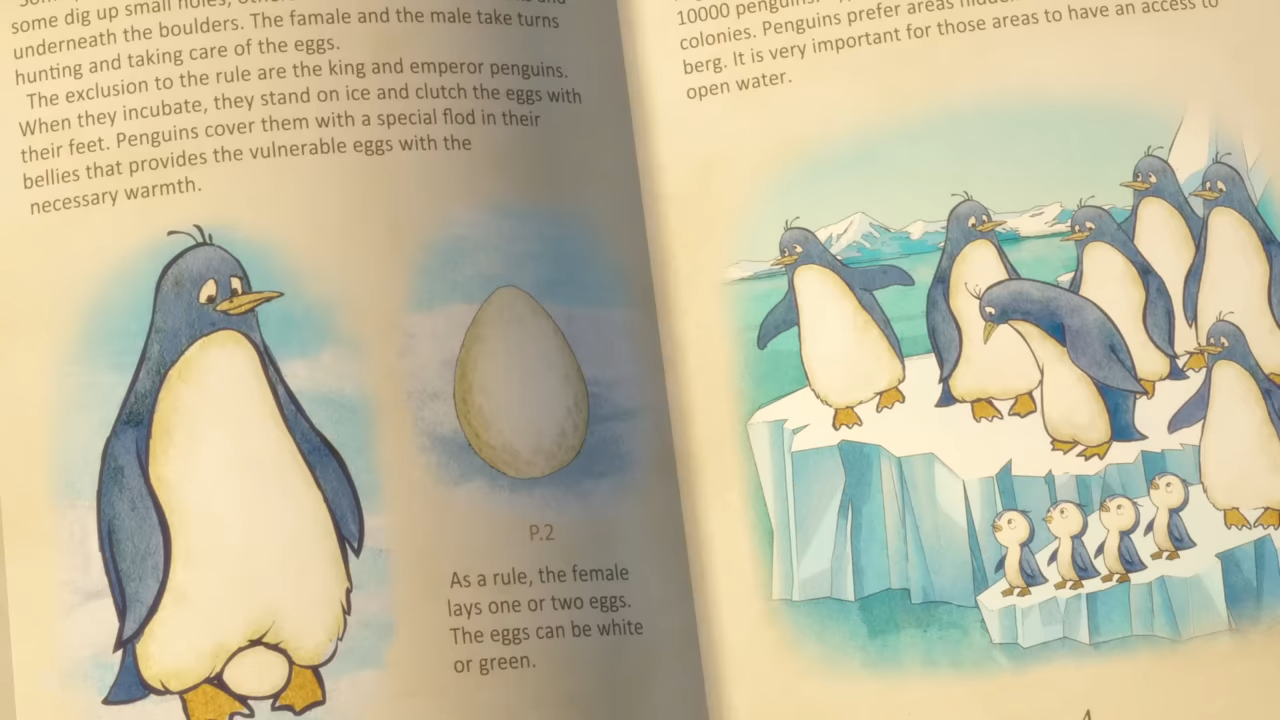 some dig up small holes,
underneath the boulders. The famale and the male take turns
hunting and taking care of the eggs.
The exclusion to the rule are the king and emperor penguins.
When they incubate, they stand on ice and clutch the eggs with
their feet. Penguins cover them with a special flod in their
bellies that provides the vulnerable eggs with the
necessary warmth.
P.2
As a rule, the female
lays one or two eggs.
The eggs can be white
or green.
10000 penguins.
colonies. Penguins prefer areas
berg. It is very important for those areas to have an access to
open water.